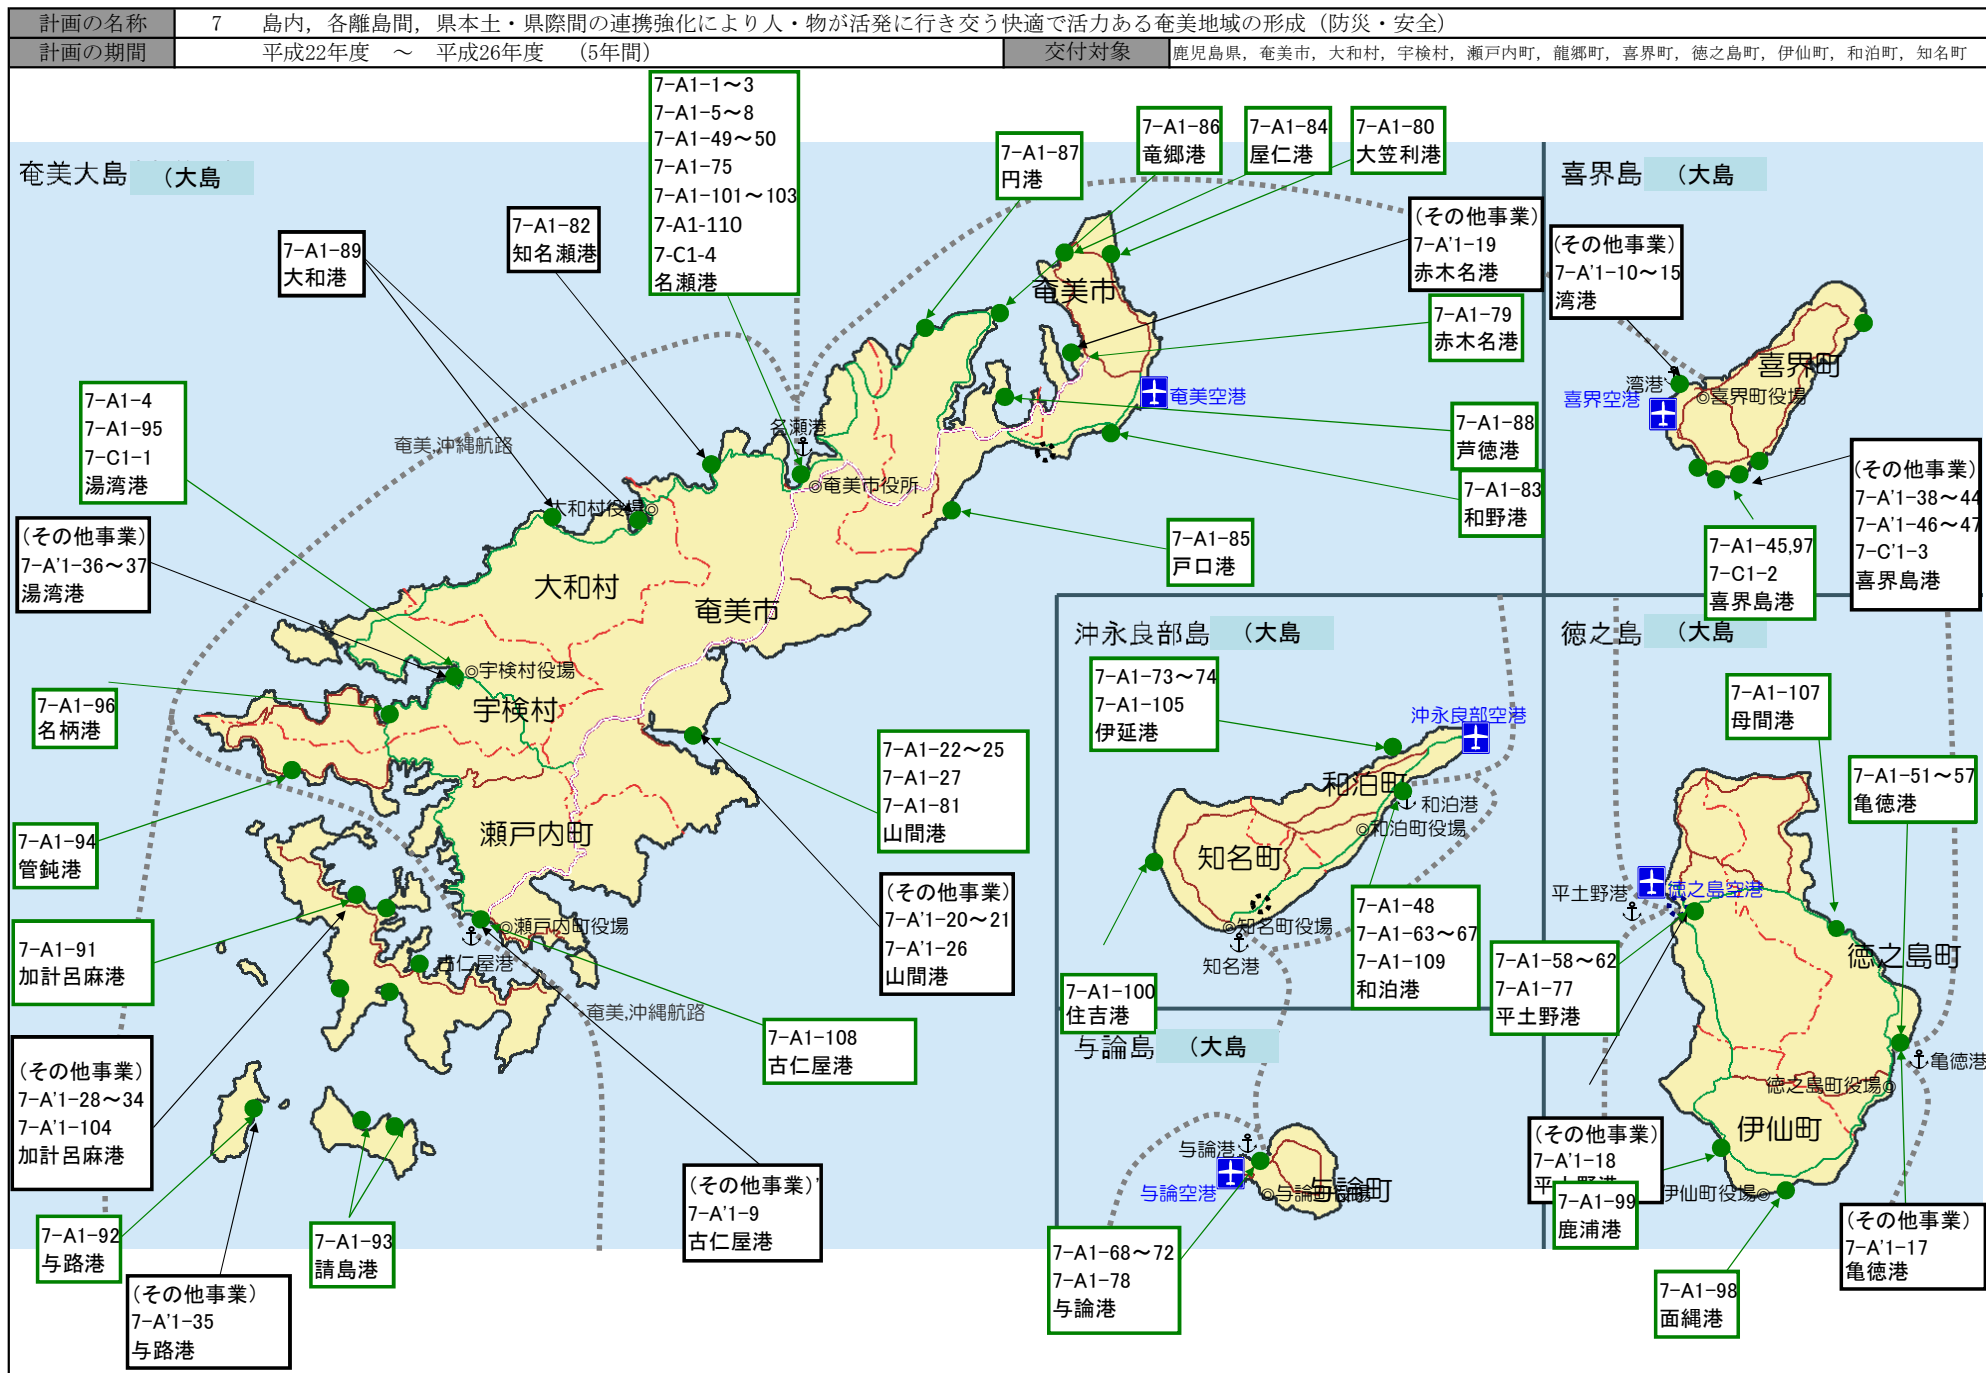 計画の名称
7 島内，各離島間，県本土・県際間の連携強化により人・物が活発に行き交う快適で活力ある奄美地域の形成（防災・安全）
計画の期間
平成22年度 ～ 平成26年度 （5年間）
交付対象
鹿児島県，奄美市，大和村，宇検村，瀬戸内町，龍郷町，喜界町，徳之島町，伊仙町，和泊町，知名町
奄美大島
（大島
7-A1-89
大和港
7-A1-82
知名瀬港
7-A1-1～3
7-A1-5～8
7-A1-49～50
7-A1-75
7-A1-101～103
7-A1-110
7-C1-4
名瀬港
7-A1-87
円港
7-A1-86
竜郷港
7-A1-84
屋仁港
7-A1-80
大笠利港
(その他事業)
7-A'1-19
赤木名港
7-A1-79
赤木名港
7-A1-88
芦徳港
7-A1-83
和野港
7-A1-85
戸口港
7-A1-4
7-A1-95
7-C1-1
湯湾港
(その他事業)
7-A'1-36～37
湯湾港
7-A1-96
名柄港
7-A1-94
管鈍港
7-A1-91
加計呂麻港
(その他事業)
7-A'1-28～34
7-A'1-104
加計呂麻港
7-A1-92
与路港
(その他事業)
7-A'1-35
与路港
7-A1-93
請島港
(その他事業)'
7-A'1-9
古仁屋港
7-A1-108
古仁屋港
7-A1-22～25
7-A1-27
7-A1-81
山間港
(その他事業)
7-A'1-20～21
7-A'1-26
山間港
奄美市
奄美空港
名瀬港
◎奄美市役所
奄美,沖縄航路
大和村役場◎
大和村
奄美市
◎宇検村役場
宇検村
瀬戸内町
◎瀬戸内町役場
古仁屋港
奄美,沖縄航路
喜界島
（大島
(その他事業)
7-A'1-10～15
湾港
喜界町
湾港
◎喜界町役場
喜界空港
(その他事業)
7-A'1-38～44
7-A'1-46～47
7-C'1-3
喜界島港
7-A1-45,97
7-C1-2
喜界島港
沖永良部島
（大島
7-A1-73～74
7-A1-105
伊延港
沖永良部空港
和泊町
和泊港
◎和泊町役場
知名町
◎知名町役場
知名港
7-A1-48
7-A1-63～67
7-A1-109
和泊港
7-A1-100
住吉港
与論島
（大島
与論港
与論空港
与論町
7-A1-68～72
7-A1-78
与論港
徳之島
（大島
7-A1-107
母間港
7-A1-51～57
亀徳港
平土野港
徳之島空港
徳之島町
7-A1-58～62
7-A1-77
平土野港
亀徳港
徳之島町役場◎
伊仙町
伊仙町役場◎
(その他事業)
7-A'1-18
平土野港
7-A1-99
鹿浦港
7-A1-98
面縄港
(その他事業)
7-A'1-17
亀徳港